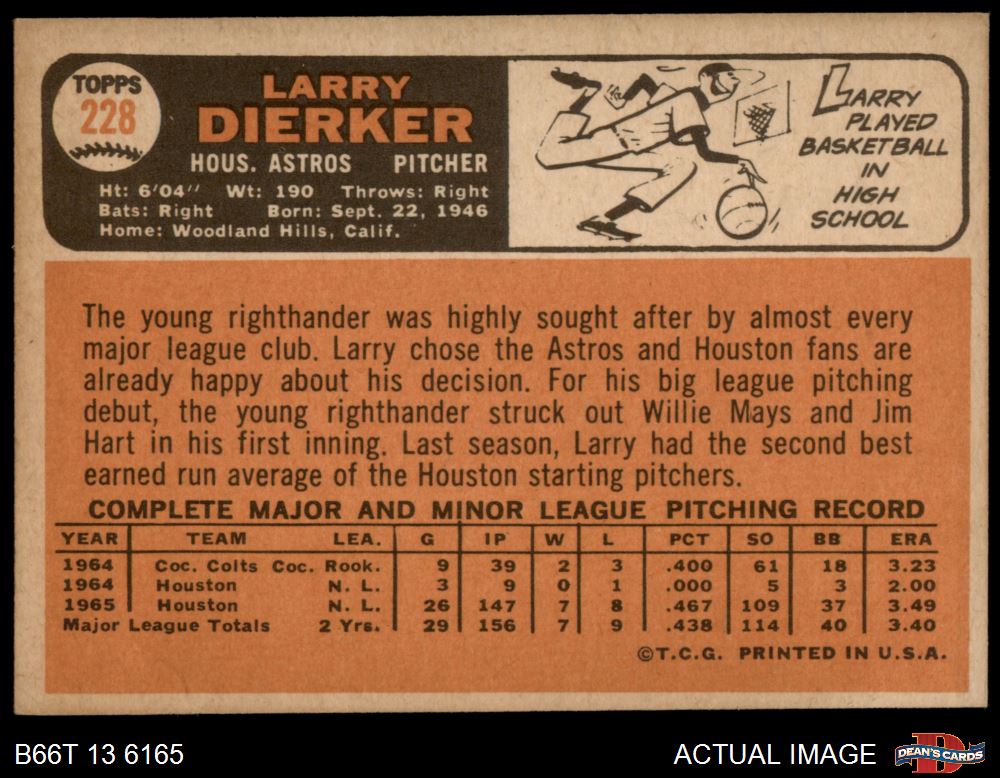 TOPPS
228
LARRY
DIERKER
HOUS. ASTROS PITCHER
Ht: 6'04" Wt: 190 Throws: Right
Bats: Right Born: Sept. 22, 1946
Home: Woodland Hills, Calif.
LARRY
PLAYED
BASKETBALL
IN
HIGH
SCHOOL
The young righthander was highly sought after by almost every
major league club. Larry chose the Astros and Houston fans are
already happy about his decision. For his big league pitching
debut, the young righthander struck out Willie Mays and Jim
Hart in his first inning. Last season, Larry had the second best
earned run average of the Houston starting pitchers.
COMPLETE MAJOR AND MINOR LEAGUE PITCHING RECORD
YEAR TEAM LEA. G IP W L PCT SO BB ERA
1964 Coc. Colts Coc. Rook. 9 39 2 3 .400 61 18 3.23
1964 Houston N. L. 3 9 0 1 .000 5 3 2.00
1965 Houston N. L. 26 147 7 8 .467 109 37 3.49
Major League Totals 2 Yrs. 29 156 7 9 .438 114 40 3.40
©T.C.G. PRINTED IN U.S.A.
B66T 13 6165
ACTUAL IMAGE
D
DEAN'S CARDS